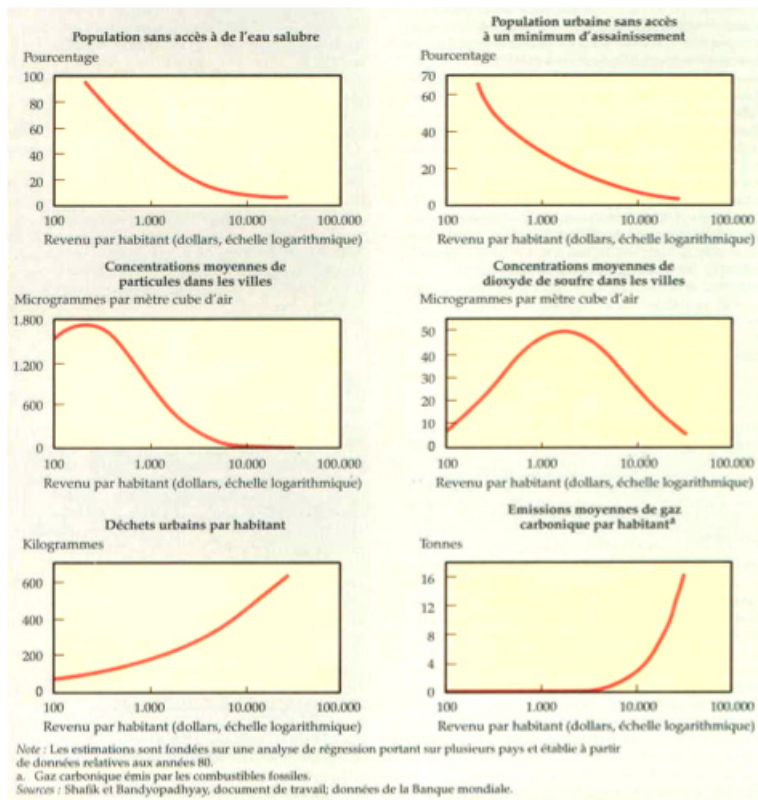 Population sans accès à de l'eau salubre
Pourcentage
100
80
60
40
20
0
100 1.000 10.000 100.000
Revenu par habitant (dollars, échelle logarithmique)
Population urbaine sans accès
à un minimum d'assainissement
Pourcentage
70
60
40
20
0
100 1.000 10.000 100.000
Revenu par habitant (dollars, échelle logarithmique)
Concentrations moyennes de
particules dans les villes
Microgrammes par mètre cube d'air
1.800
1.200
600
0
100 1.000 10.000 100.000
Revenu par habitant (dollars, échelle logarithmique)
Concentrations moyennes de
dioxyde de soufre dans les villes
Microgrammes par mètre cube d'air
50
40
30
20
10
0
100 1.000 10.000 100.000
Revenu par habitant (dollars, échelle logarithmique)
Déchets urbains par habitant
Kilogrammes
600
400
200
0
100 1.000 10.000 100.000
Revenu par habitant (dollars, échelle logarithmique)
Emissions moyennes de gaz
carbonique par habitantª
Tonnes
16
12
8
4
0
100 1.000 10.000 100.000
Revenu par habitant (dollars, échelle logarithmique)
Note : Les estimations sont fondées sur une analyse de régression portant sur plusieurs pays et établie à partir
de données relatives aux années 80.
a. Gaz carbonique émis par les combustibles fossiles.
Sources : Shafik et Bandyopadhyay, document de travail; données de la Banque mondiale.